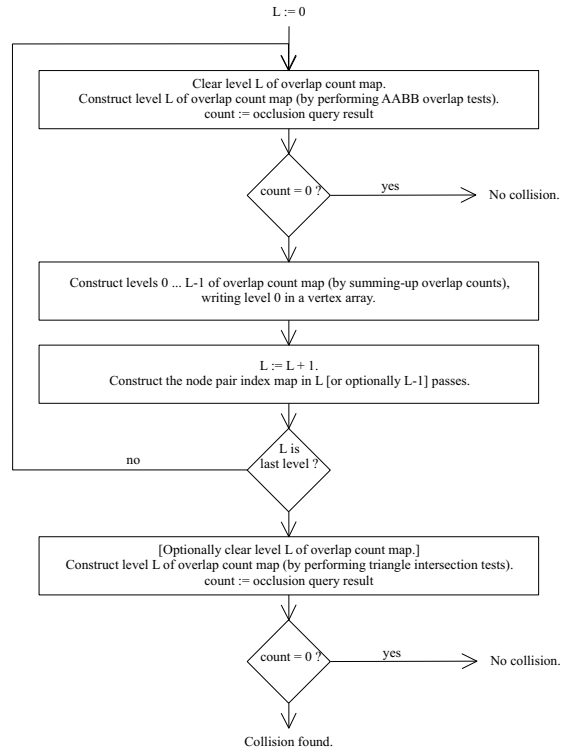 L := 0
Clear level L of overlap count map.
Construct level L of overlap count map (by performing AABB overlap tests).
count := occlusion query result
count = 0 ?
yes
No collision.
Construct levels 0 ... L-1 of overlap count map (by summing-up overlap counts),
writing level 0 in a vertex array.
L := L + 1.
Construct the node pair index map in L [or optionally L-1] passes.
L is
last level ?
no
[Optionally clear level L of overlap count map.]
Construct level L of overlap count map (by performing triangle intersection tests).
count := occlusion query result
count = 0 ?
yes
No collision.
Collision found.